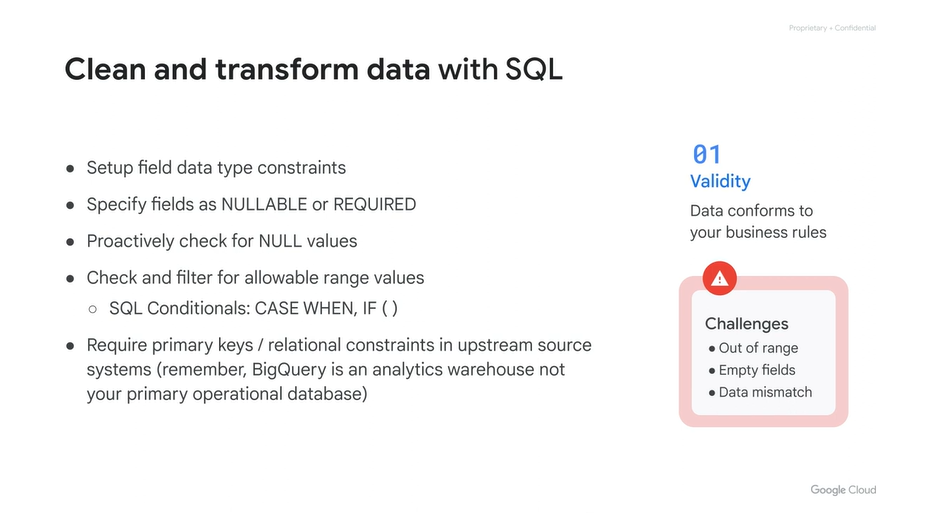 Proprietary + Confidential
Clean and transform data with SQL
● Setup field data type constraints
● Specify fields as NULLABLE or REQUIRED
● Proactively check for NULL values
● Check and filter for allowable range values
○ SQL Conditionals: CASE WHEN, IF ( )
● Require primary keys / relational constraints in upstream source
systems (remember, BigQuery is an analytics warehouse not
your primary operational database)
01
Validity
Data conforms to
your business rules
Challenges
● Out of range
● Empty fields
● Data mismatch
Google Cloud